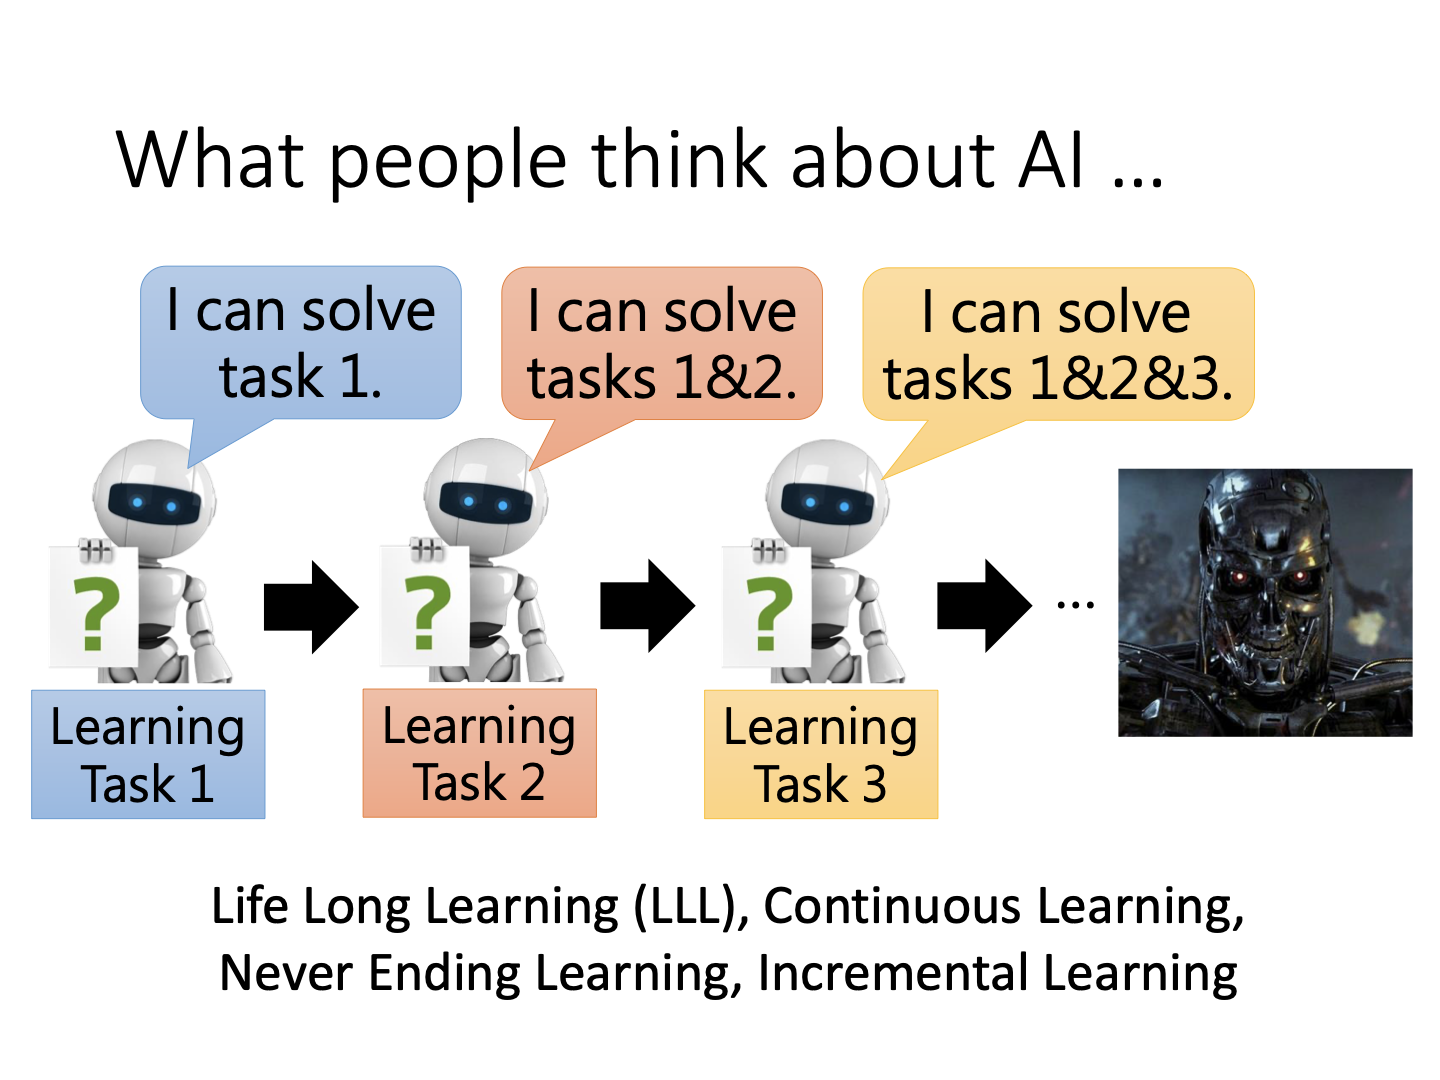 What people think about AI ...
I can solve
task 1.
I can solve
tasks 1&2.
I can solve
tasks 1&2&3.
?
?
?
...
Learning
Task 1
Learning
Task 2
Learning
Task 3
Life Long Learning (LLL), Continuous Learning,
Never Ending Learning, Incremental Learning